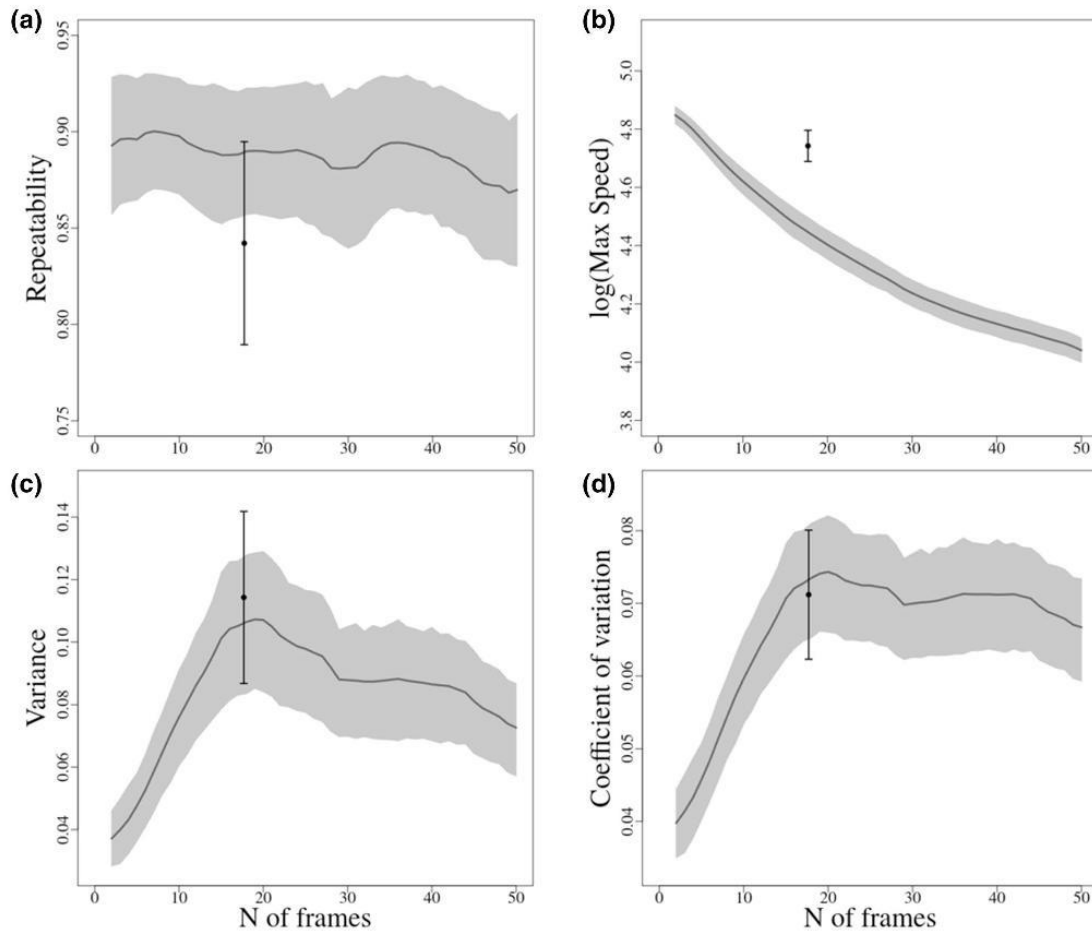 (a)
0.95
0.90
0.85
0.80
0.75
Repeatability
0 10 20 30 40 50
(b)
5.0
4.8
4.6
4.4
4.2
4.0
3.8
log(Max Speed)
0 10 20 30 40 50
(c)
0.14
0.12
0.10
0.08
0.06
0.04
Variance
0 10 20 30 40 50
N of frames
(d)
0.08
0.07
0.06
0.05
0.04
Coefficient of variation
0 10 20 30 40 50
N of frames